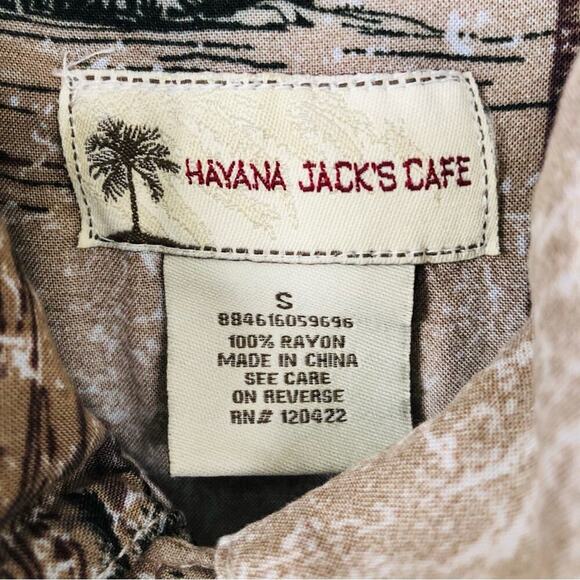 HAVANA JACK'S CAFE
S
884616059696
100% RAYON
MADE IN CHINA
SEE CARE
ON REVERSE
RN# 120422